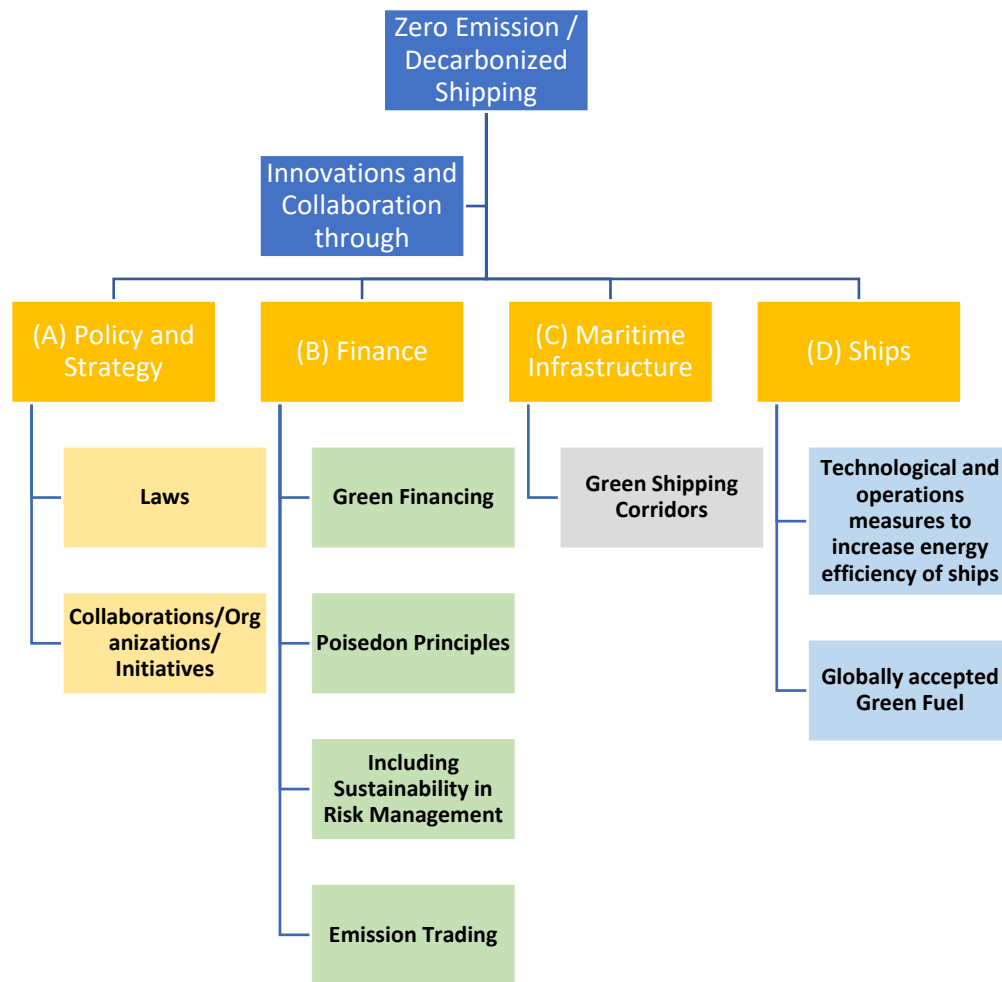 Zero Emission /
Decarbonized
Shipping
Innovations and
Collaboration
through
(A) Policy and
Strategy
(B) Finance
(C) Maritime
Infrastructure
(D) Ships
Laws
Collaborations/Org
anizations/
Initiatives
Green Financing
Poisedon Principles
Including
Sustainability in
Risk Management
Emission Trading
Green Shipping
Corridors
Technological and
operations
measures to
increase energy
efficiency of ships
Globally accepted
Green Fuel